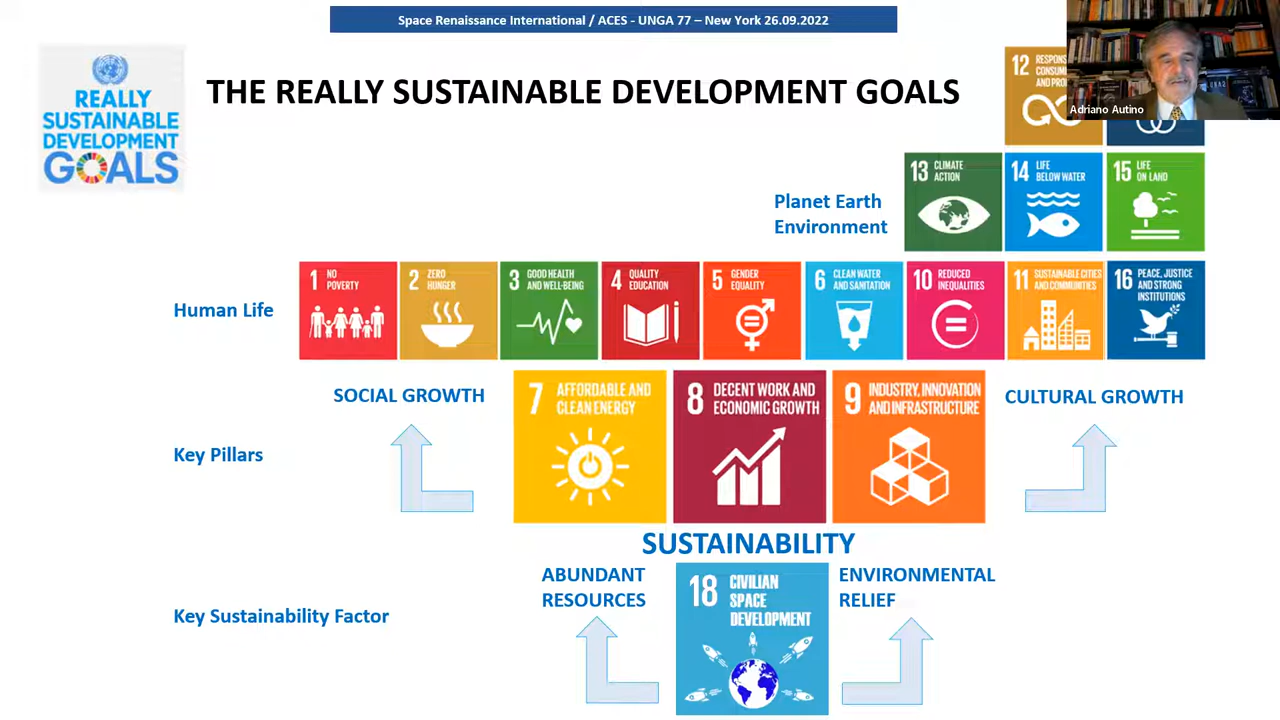 Space Renaissance International / ACES - UNGA 77 – New York 26.09.2022
REALLY
SUSTAINABLE
DEVELOPMENT
GOALS
THE REALLY SUSTAINABLE DEVELOPMENT GOALS
12
Adriano Autino
Planet Earth
Environment
13 CLIMATE
ACTION
14 LIFE
BELOW WATER
15 LIFE
ON LAND
Human Life
1 NO
POVERTY
2 ZERO
HUNGER
3 GOOD HEALTH
AND WELL-BEING
4 QUALITY
EDUCATION
5 GENDER
EQUALITY
6 CLEAN WATER
AND SANITATION
10 REDUCED
INEQUALITIES
11 SUSTAINABLE CITIES
AND COMMUNITIES
16 PEACE, JUSTICE
AND STRONG
INSTITUTIONS
SOCIAL GROWTH
7 AFFORDABLE AND
CLEAN ENERGY
8 DECENT WORK AND
ECONOMIC GROWTH
9 INDUSTRY, INNOVATION
AND INFRASTRUCTURE
CULTURAL GROWTH
Key Pillars
SUSTAINABILITY
ABUNDANT
RESOURCES
18 CIVILIAN
SPACE
DEVELOPMENT
ENVIRONMENTAL
RELIEF
Key Sustainability Factor